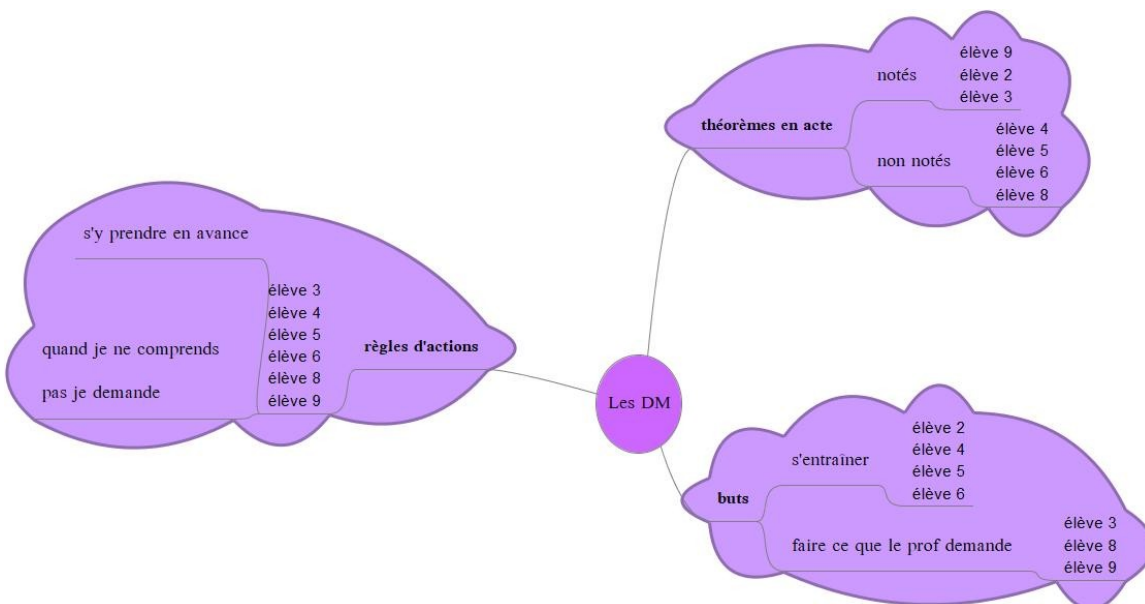 Les DM
théorèmes en acte
notés
élève 9
élève 2
élève 3
non notés
élève 4
élève 5
élève 6
élève 8
règles d'actions
élève 3
élève 4
élève 5
élève 6
élève 8
élève 9
s'y prendre en avance
quand je ne comprends
pas je demande
buts
s'entraîner
élève 2
élève 4
élève 5
élève 6
faire ce que le prof demande
élève 3
élève 8
élève 9